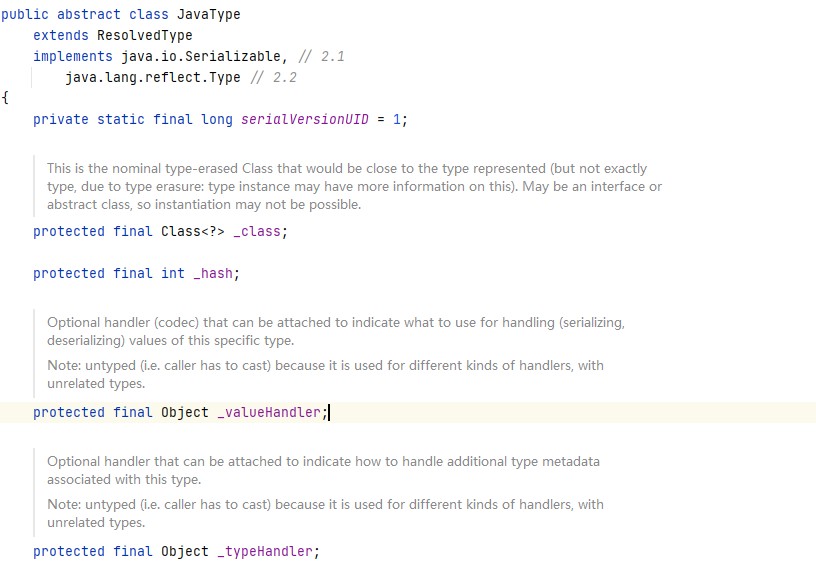 public abstract class JavaType
extends ResolvedType
implements java.io.Serializable, // 2.1
java.lang.reflect.Type // 2.2
{
private static final long serialVersionUID = 1;
This is the nominal type-erased Class that would be close to the type represented (but not exactly
type, due to type erasure: type instance may have more information on this). May be an interface or
abstract class, so instantiation may not be possible.
protected final Class<?> _class;
protected final int _hash;
Optional handler (codec) that can be attached to indicate what to use for handling (serializing,
deserializing) values of this specific type.
Note: untyped (i.e. caller has to cast) because it is used for different kinds of handlers, with
unrelated types.
protected final Object _valueHandler;
Optional handler that can be attached to indicate how to handle additional type metadata
associated with this type.
Note: untyped (i.e. caller has to cast) because it is used for different kinds of handlers, with
unrelated types.
protected final Object _typeHandler;